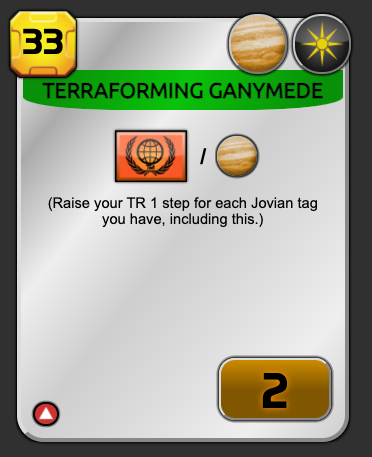 33
TERRAFORMING GANYMEDE
/
(Raise your TR 1 step for each Jovian tag
you have, including this.)
2